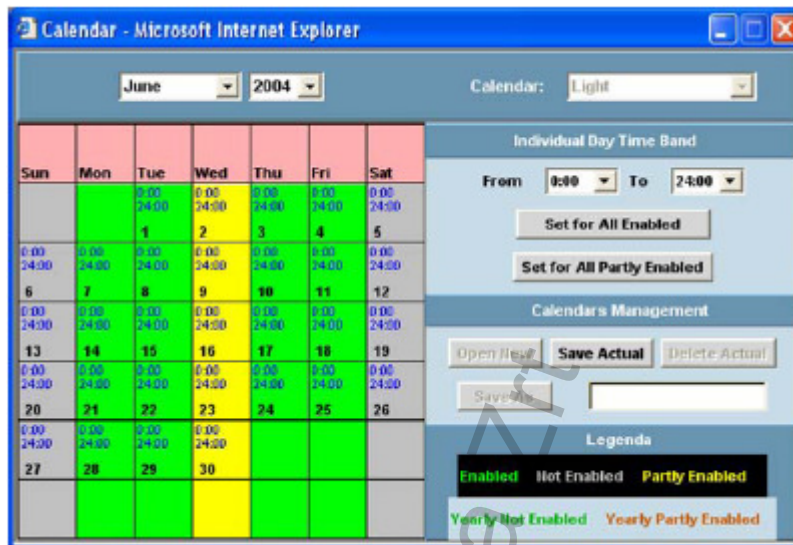 Calendar - Microsoft Internet Explorer
June 2004 Calendar: Light
Individual Day Time Band
Sun Mon Tue Wed Thu Fri Sat
From 0:00 To 24:00
0:00 0:00 0:00 0:00 0:00
24:00 24:00 24:00 24:00 24:00
1 2 3 4 5
Set for All Enabled
0:00 0:00 0:00 0:00 0:00 0:00 0:00
24:00 24:00 24:00 24:00 24:00 24:00 24:00
6 7 8 9 10 11 12
Set for All Partly Enabled
0:00 0:00 0:00 0:00 0:00 0:00 0:00
24:00 24:00 24:00 24:00 24:00 24:00 24:00
13 14 15 16 17 18 19
Calendars Management
Open New Save Actual Delete Actual
0:00 0:00 0:00 0:00 0:00 0:00 0:00
24:00 24:00 24:00 24:00 24:00 24:00 24:00
20 21 22 23 24 25 26
Save As
0:00 0:00 0:00 0:00
24:00 24:00 24:00 24:00
27 28 29 30
Legenda
Enabled Not Enabled Partly Enabled
Yearly Not Enabled Yearly Partly Enabled